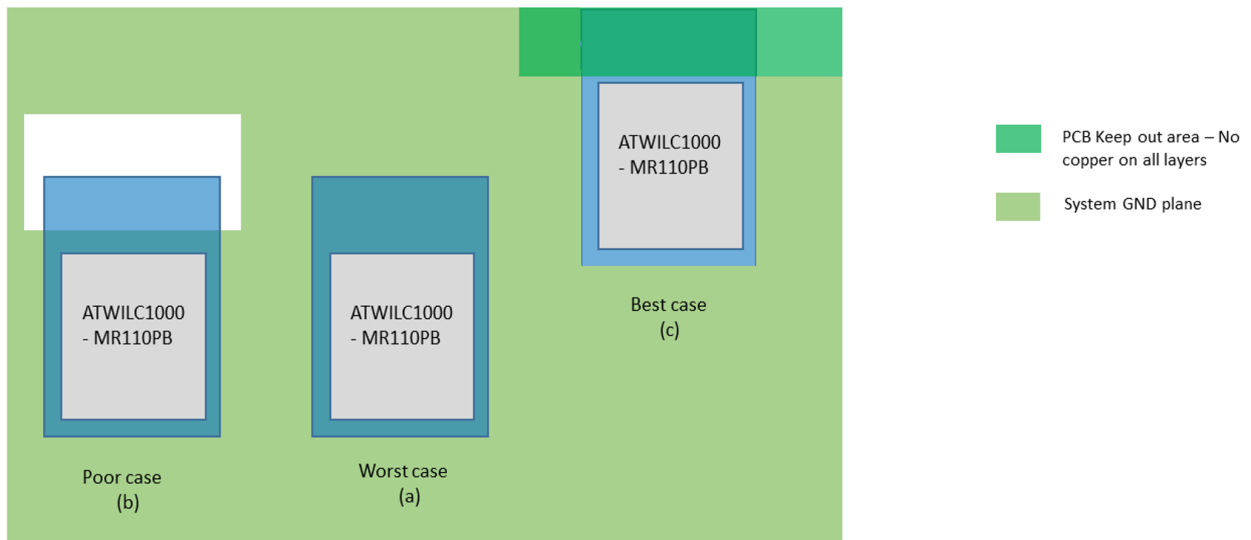 ATWILC1000
- MR110PB
Poor case
(b)
ATWILC1000
- MR110PB
Worst case
(a)
ATWILC1000
- MR110PB
Best case
(c)
PCB Keep out area – No
copper on all layers
System GND plane